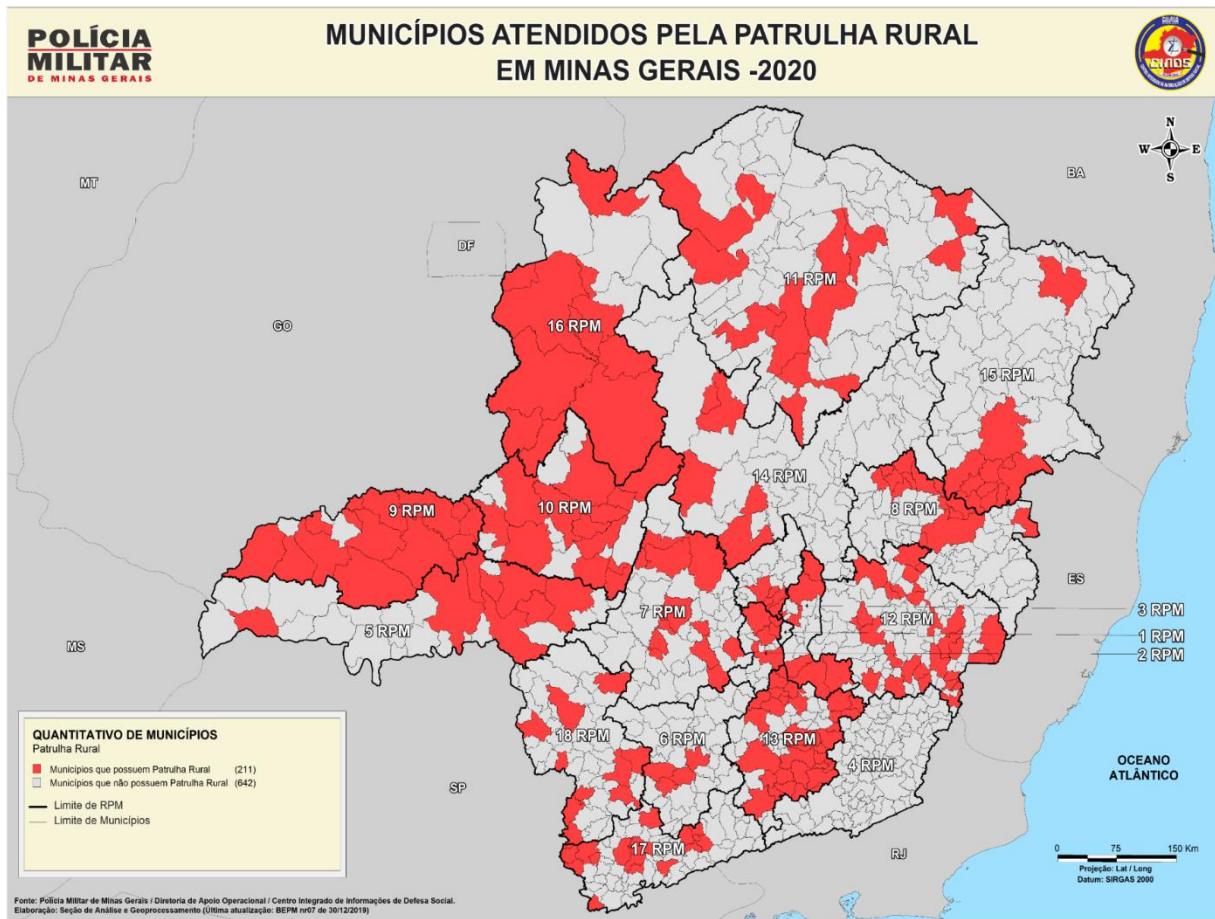 POLÍCIA
MILITAR
DE MINAS GERAIS
MUNICÍPIOS ATENDIDOS PELA PATRULHA RURAL
EM MINAS GERAIS -2020
CINDS
N
W E
S
MT
BA
DF
GO
11 RPM
16 RPM
15 RPM
14 RPM
8 RPM
9 RPM
10 RPM
ES
3 RPM
7 RPM
12 RPM
1 RPM
MS
5 RPM
2 RPM
18 RPM
6 RPM
13 RPM
4 RPM
OCEANO
ATLÂNTICO
SP
17 RPM
RJ
QUANTITATIVO DE MUNICÍPIOS
Patrulha Rural
Municípios que possuem Patrulha Rural (211)
Municípios que não possuem Patrulha Rural (642)
Limite de RPM
Limite de Municípios
0 75 150 Km
Projeção: Lat / Long
Datum: SIRGAS 2000
Fonte: Polícia Militar de Minas Gerais / Diretoria de Apoio Operacional / Centro Integrado de Informações de Defesa Social.
Elaboração: Seção de Análise e Geoprocessamento (Última atualização: BEPM nr07 de 30/12/2019)